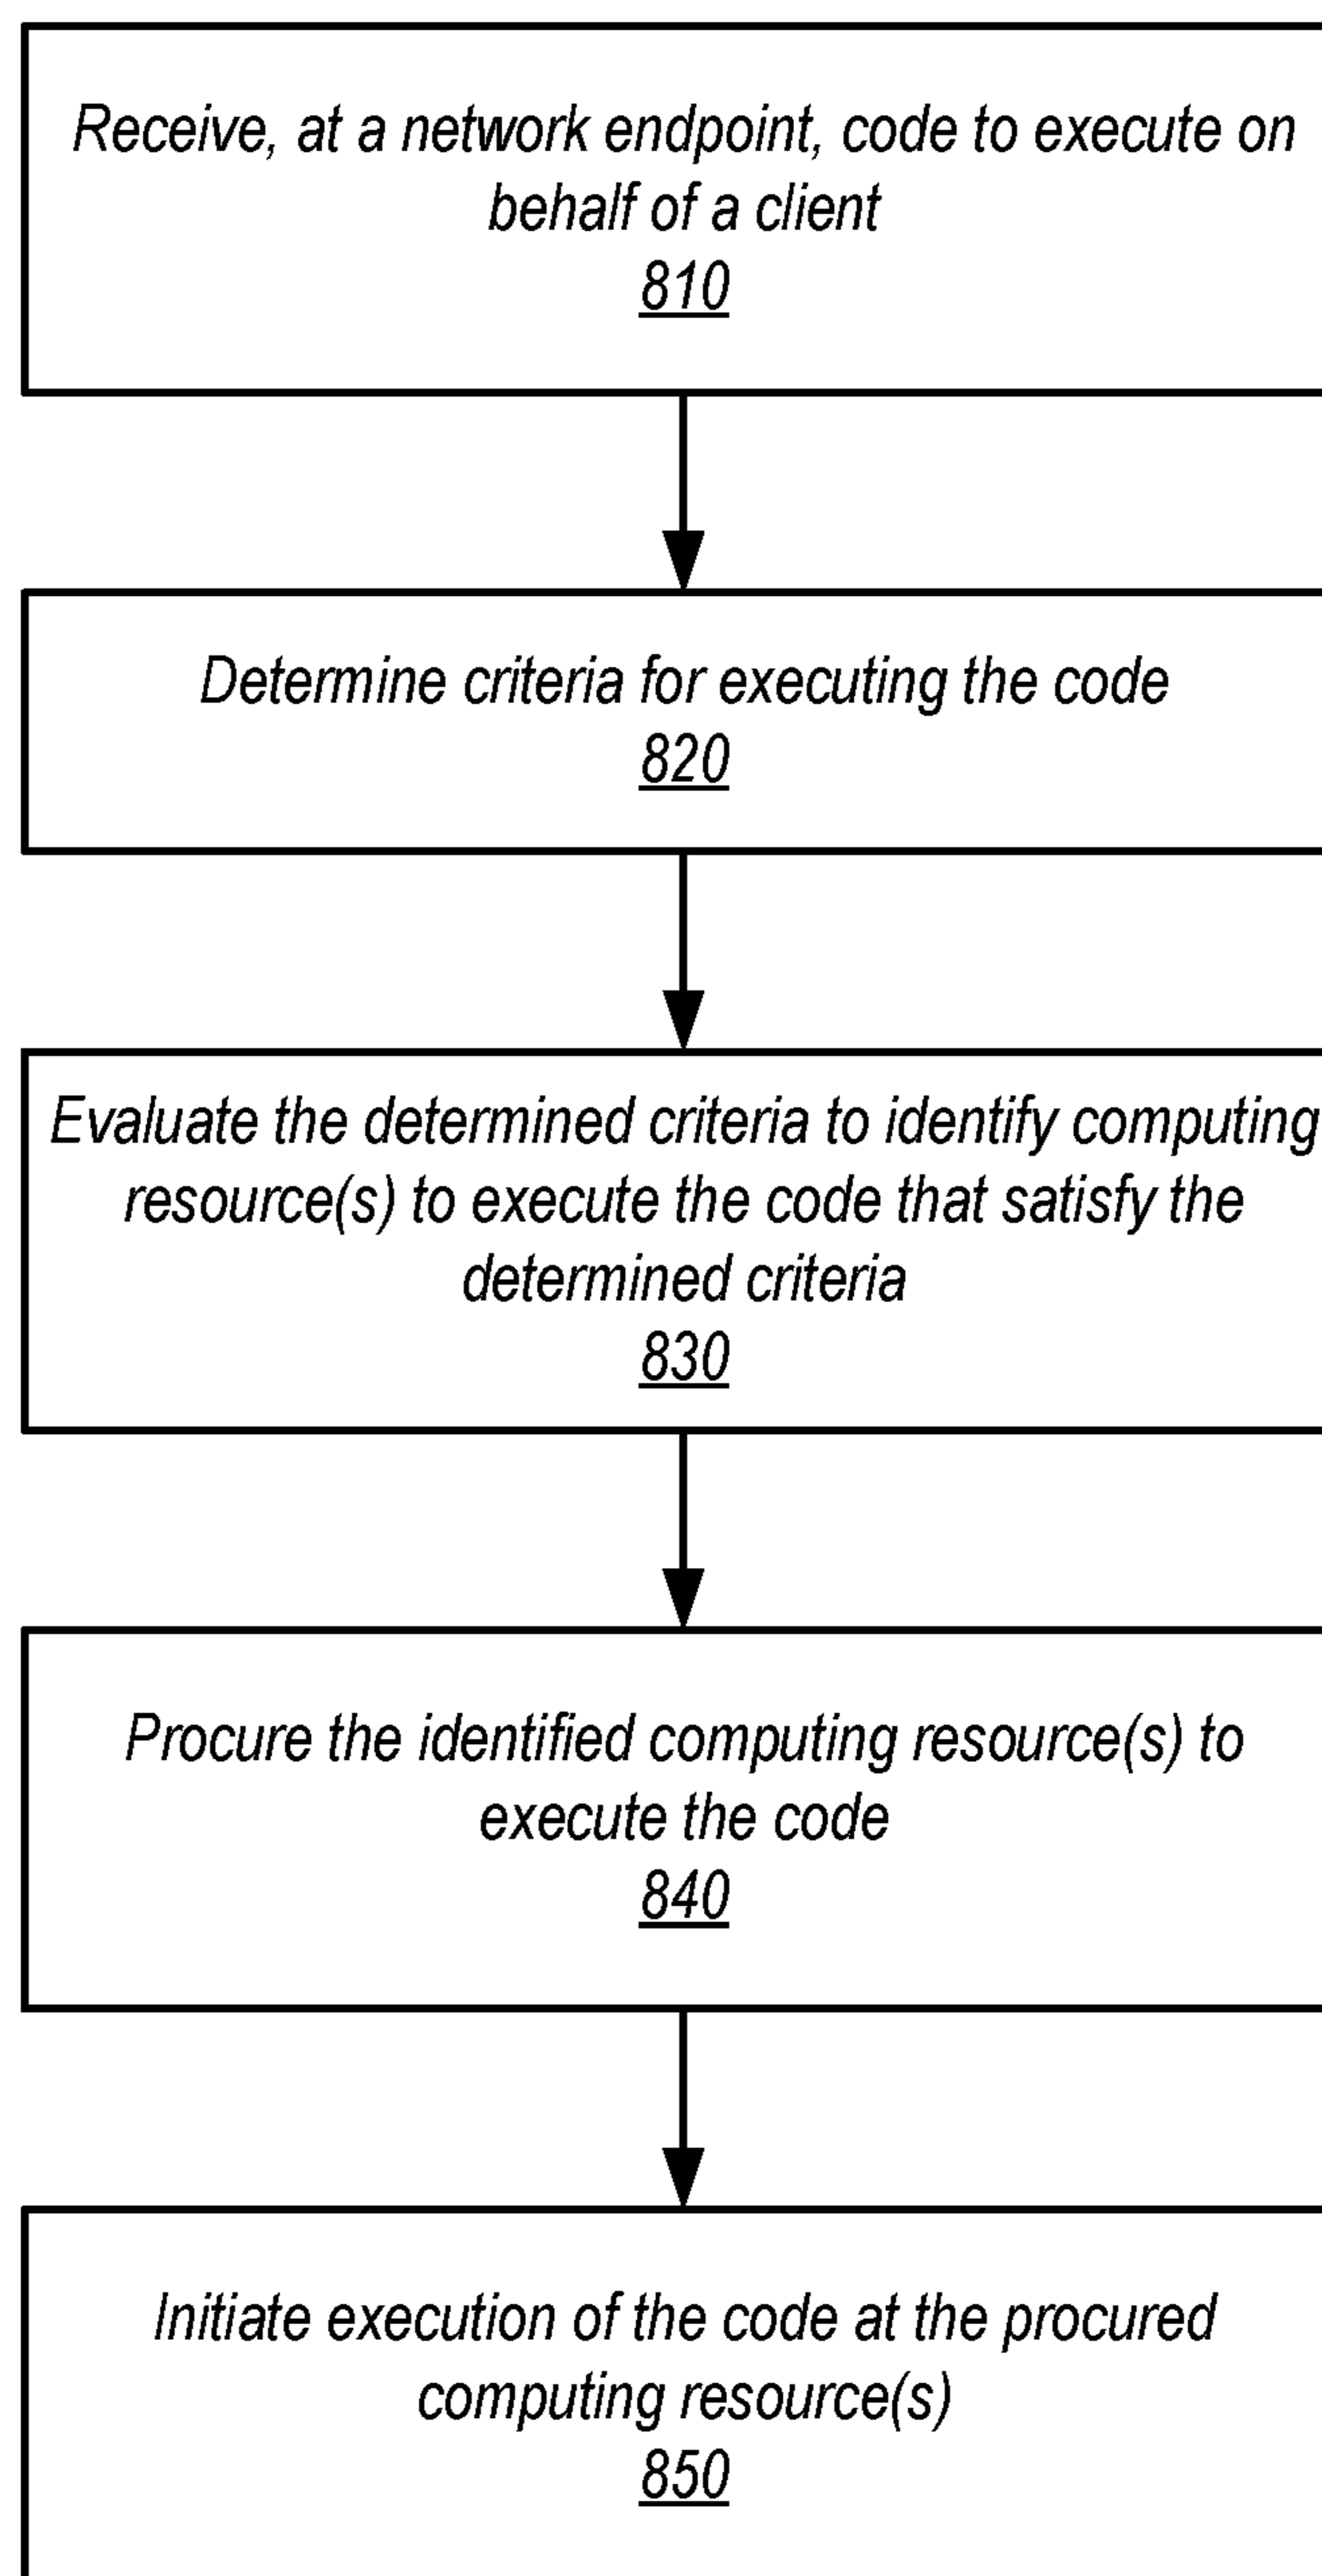 Receive, at a network endpoint, code to execute on
behalf of a client
810
Determine criteria for executing the code
820
Evaluate the determined criteria to identify computing
resource(s) to execute the code that satisfy the
determined criteria
830
Procure the identified computing resource(s) to
execute the code
840
Initiate execution of the code at the procured
computing resource(s)
850